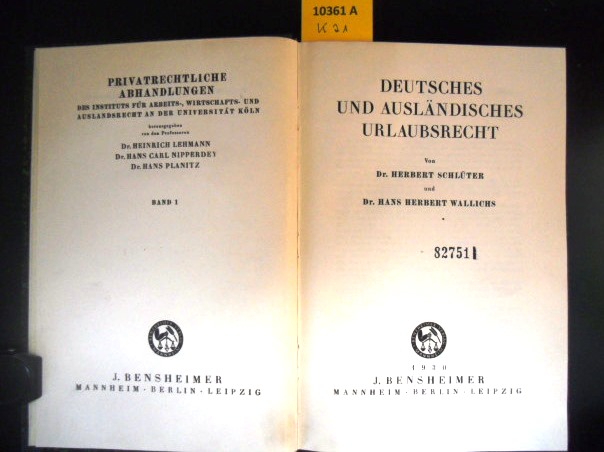 10361 A
PRIVATRECHTLICHE
ABHANDLUNGEN
DES INSTITUTS FÜR ARBEITS-, WIRTSCHAFTS- UND
AUSLANDSRECHT AN DER UNIVERSITÄT KÖLN
herausgegeben
von den Professoren
Dr. HEINRICH LEHMANN
Dr. HANS CARL NIPPERDEY
Dr. HANS PLANITZ
BAND 1
J. BENSHEIMER
MANNHEIM · BERLIN · LEIPZIG
DEUTSCHES
UND AUSLÄNDISCHES
URLAUBSRECHT
Von
Dr. HERBERT SCHLÜTER
und
Dr. HANS HERBERT WALLICHS
82751
1930
J. BENSHEIMER
MANNHEIM · BERLIN · LEIPZIG